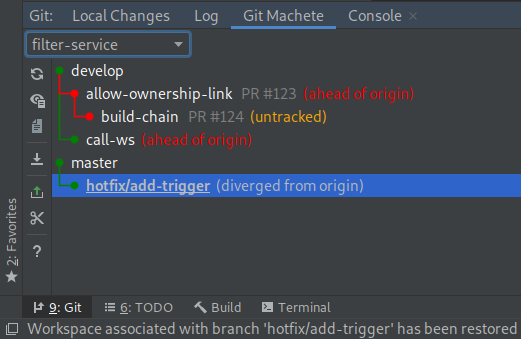 Git: Local Changes Log Git Machete Console ×
filter-service
develop
allow-ownership-link PR #123 (ahead of origin)
build-chain PR #124 (untracked)
call-ws (ahead of origin)
master
hotfix/add-trigger (diverged from origin)
?
2: Favorites
9: Git 6: TODO Build Terminal
Workspace associated with branch 'hotfix/add-trigger' has been restored